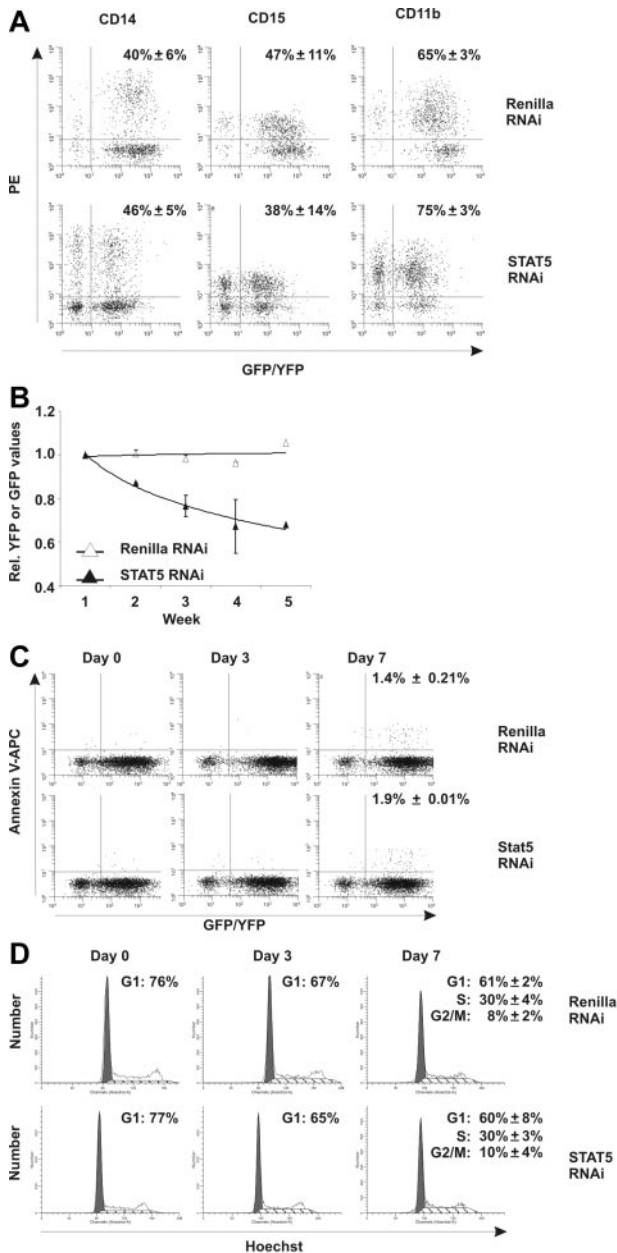 A
CD14 CD15 CD11b
40%±6% 47%±11% 65%±3%
Renilla
RNAi
PE
46%±5% 38%±14% 75%±3%
STAT5
RNAi
GFP/YFP
B
Rel. YFP or GFP values
1.2
1.0
0.8
0.6
0.4
Renilla RNAi
STAT5 RNAi
1 2 3 4 5
Week
C
Day 0 Day 3 Day 7
1.4% ± 0.21%
Renilla
RNAi
Annexin V-APC
1.9% ± 0.01%
Stat5
RNAi
GFP/YFP
D
Day 0 Day 3 Day 7
Number
G1: 76% G1: 67% G1: 61%±2%
S: 30%±4%
G2/M: 8%±2%
Renilla
RNAi
Number
G1: 77% G1: 65% G1: 60%±8%
S: 30%±3%
G2/M: 10%±4%
STAT5
RNAi
Hoechst